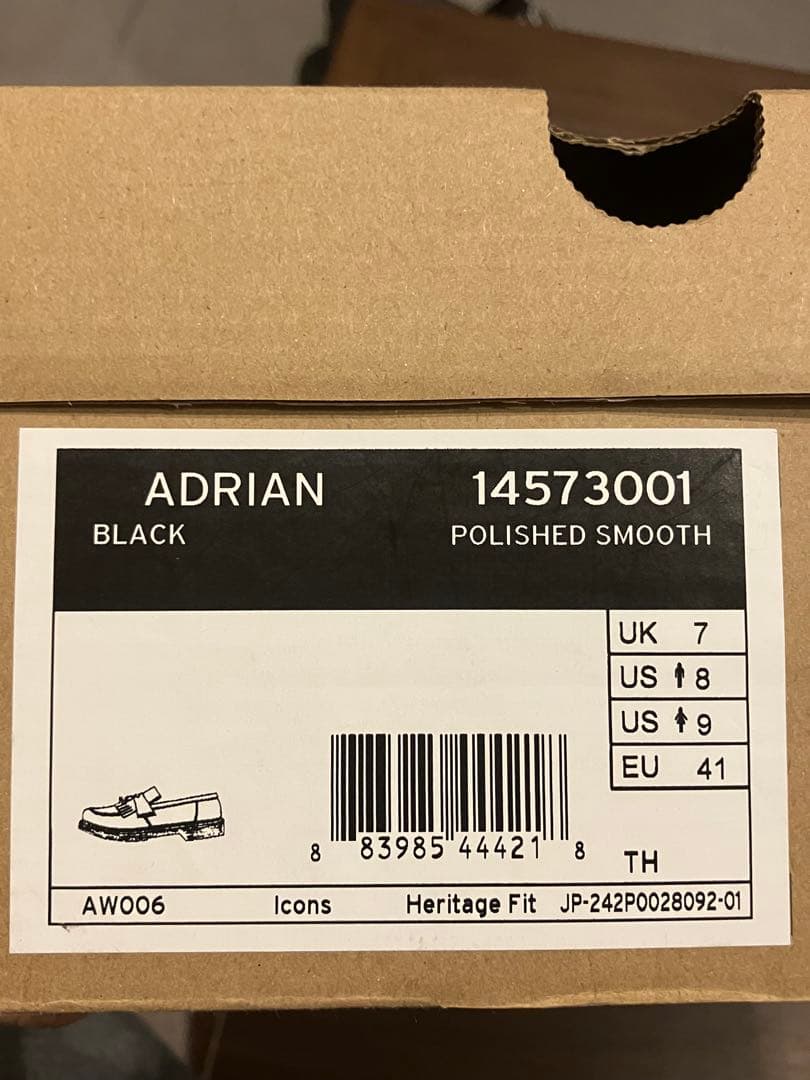 ADRIAN 14573001
BLACK POLISHED SMOOTH
UK 7
US 8
US 9
EU 41
8 83985 44421 8
TH
AW006 Icons Heritage Fit JP-242P0028092-01